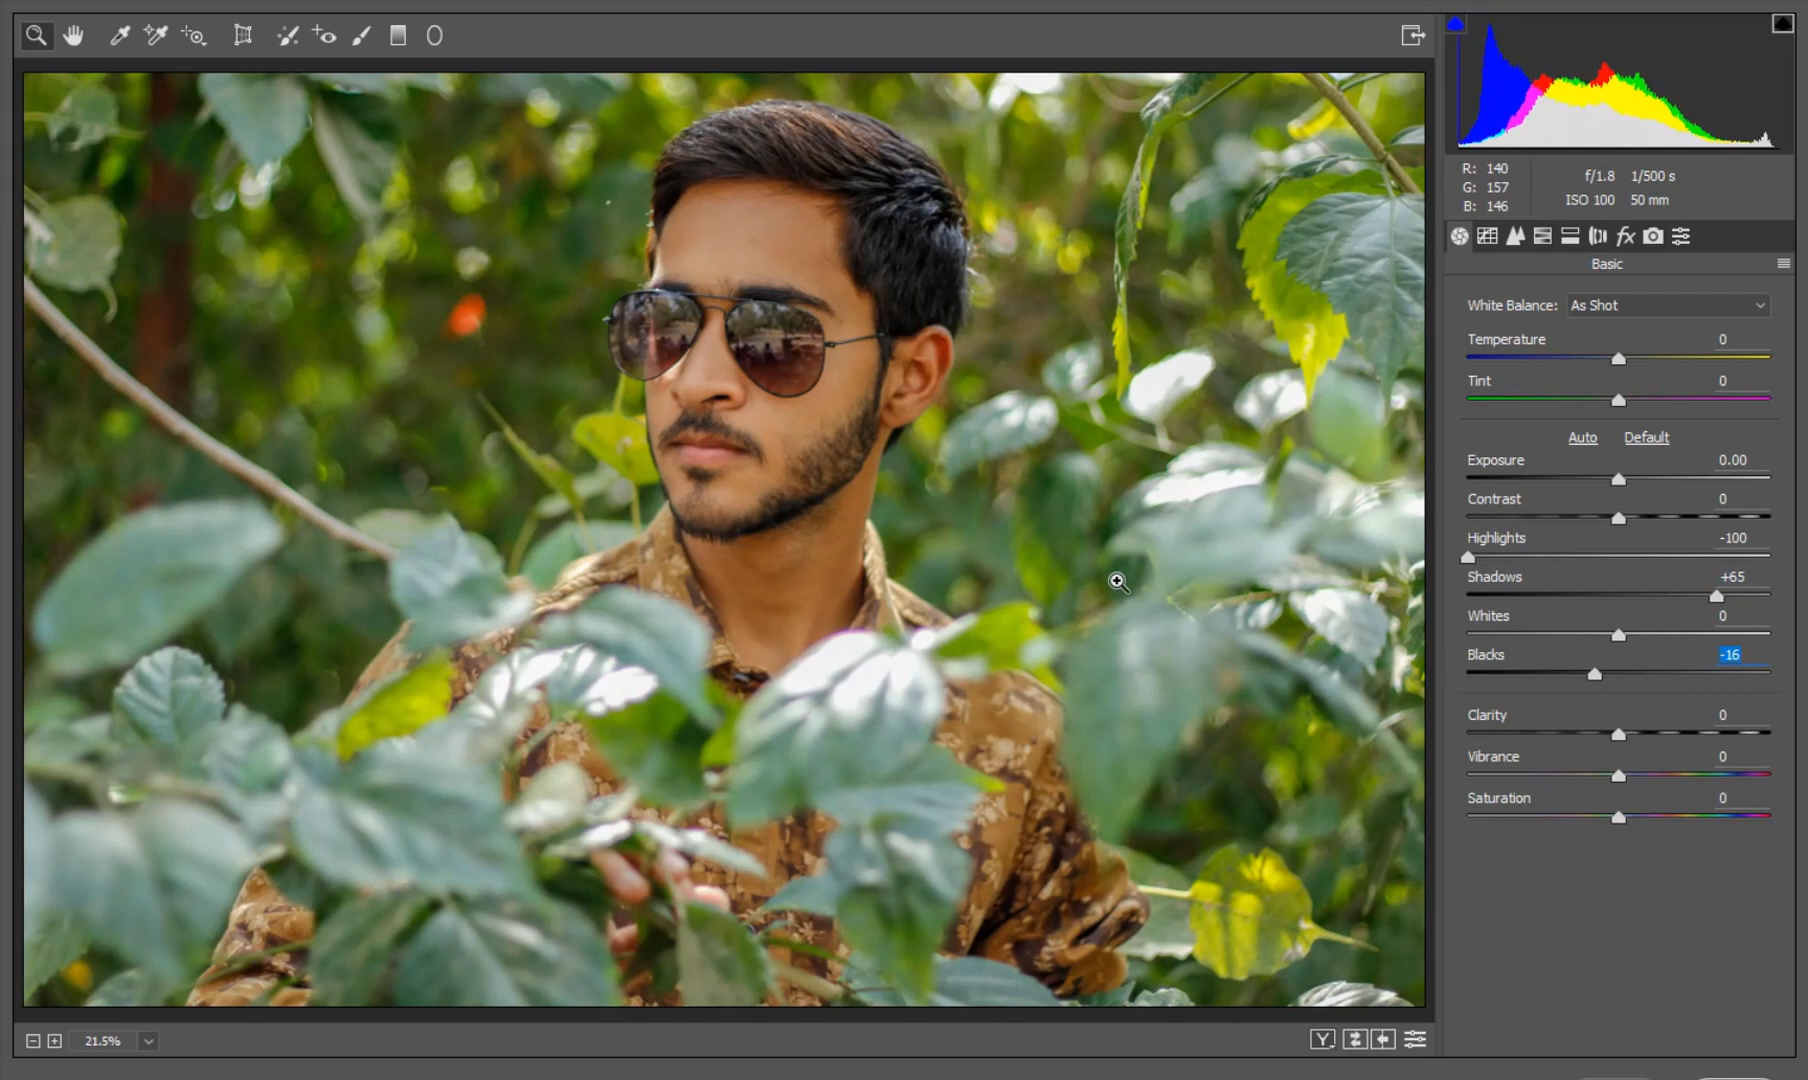 R: 140
G: 157
B: 146
f/1.8 1/500 s
ISO 100 50 mm
fx
Basic
White Balance: As Shot
Temperature 0
Tint 0
Auto Default
Exposure 0.00
Contrast 0
Highlights -100
Shadows +65
Whites 0
Blacks -16
Clarity 0
Vibrance 0
Saturation 0
21.5%
Y